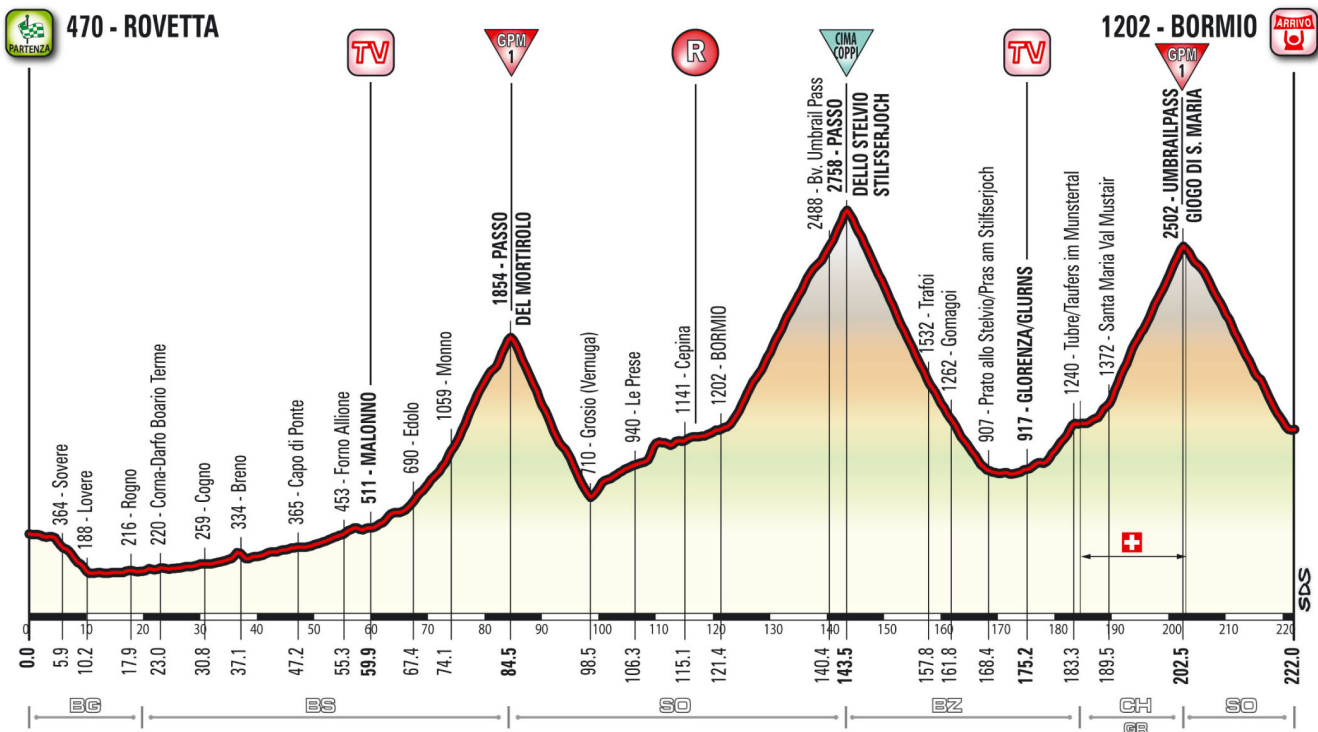 PARTENZA
470 - ROVETTA
TV
GPM
1
R
CIMA
COPPI
TV
1202 - BORMIO
GPM
1
ARRIVO
364 - Sovere
188 - Lovere
216 - Rogno
220 - Corna-Darfo Boario Terme
259 - Cogno
334 - Breno
365 - Capo di Ponte
453 - Forno Allione
511 - MALONNO
690 - Edolo
1059 - Monno
1854 - PASSO
DEL MORTIROLO
710 - Grosio (Vernuga)
940 - Le Prese
1141 - Cepina
1202 - BORMIO
2488 - Bv. Umbrail Pass
2758 - PASSO
DELLO STELVIO
STILFSERJOCH
1532 - Trafoi
1262 - Gomagoi
907 - Prato allo Stelvio/Pras am Stilfserjoch
917 - GLORENZA/GLURNS
1240 - Tubre/Taufers im Munstertal
1372 - Santa Maria Val Mustair
2502 - UMBRAILPASS
GIOGO DI S. MARIA
SDS
0 10 20 30 40 50 60 70 80 90 100 110 120 130 140 150 160 170 180 190 200 210 220
0.0 5.9 10.2 17.9 23.0 30.8 37.1 47.2 55.3 59.9 67.4 74.1 84.5 98.5 106.3 115.1 121.4 140.4 143.5 157.8 161.8 168.4 175.2 183.3 189.5 202.5 222.0
BG BS SO BZ CH SO
GR